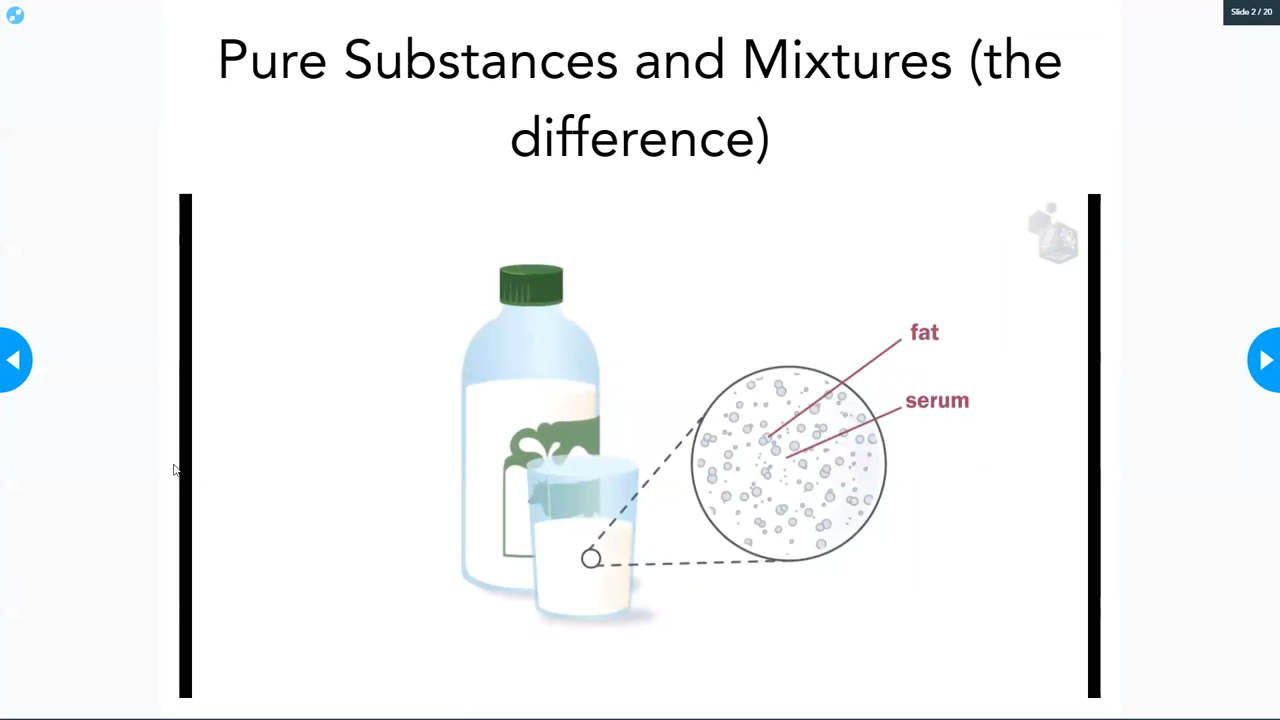 Slide 2 / 20
Pure Substances and Mixtures (the
difference)
fat
serum